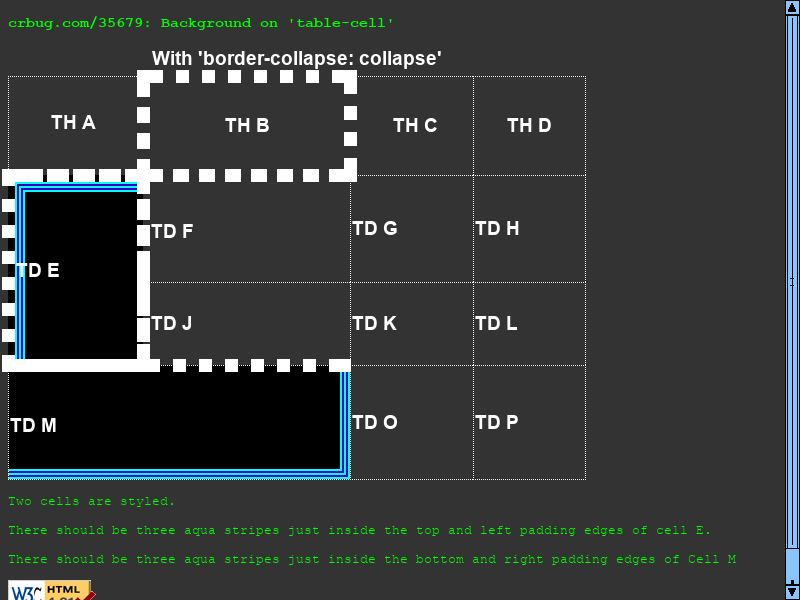 crbug.com/35679: Background on 'table-cell'
With 'border-collapse: collapse'
TH A TH B TH C TH D
TD E TD F TD G TD H
TD J TD K TD L
TD M TD O TD P
Two cells are styled.
There should be three aqua stripes just inside the top and left padding edges of cell E.
There should be three aqua stripes just inside the bottom and right padding edges of Cell M
W3C HTML